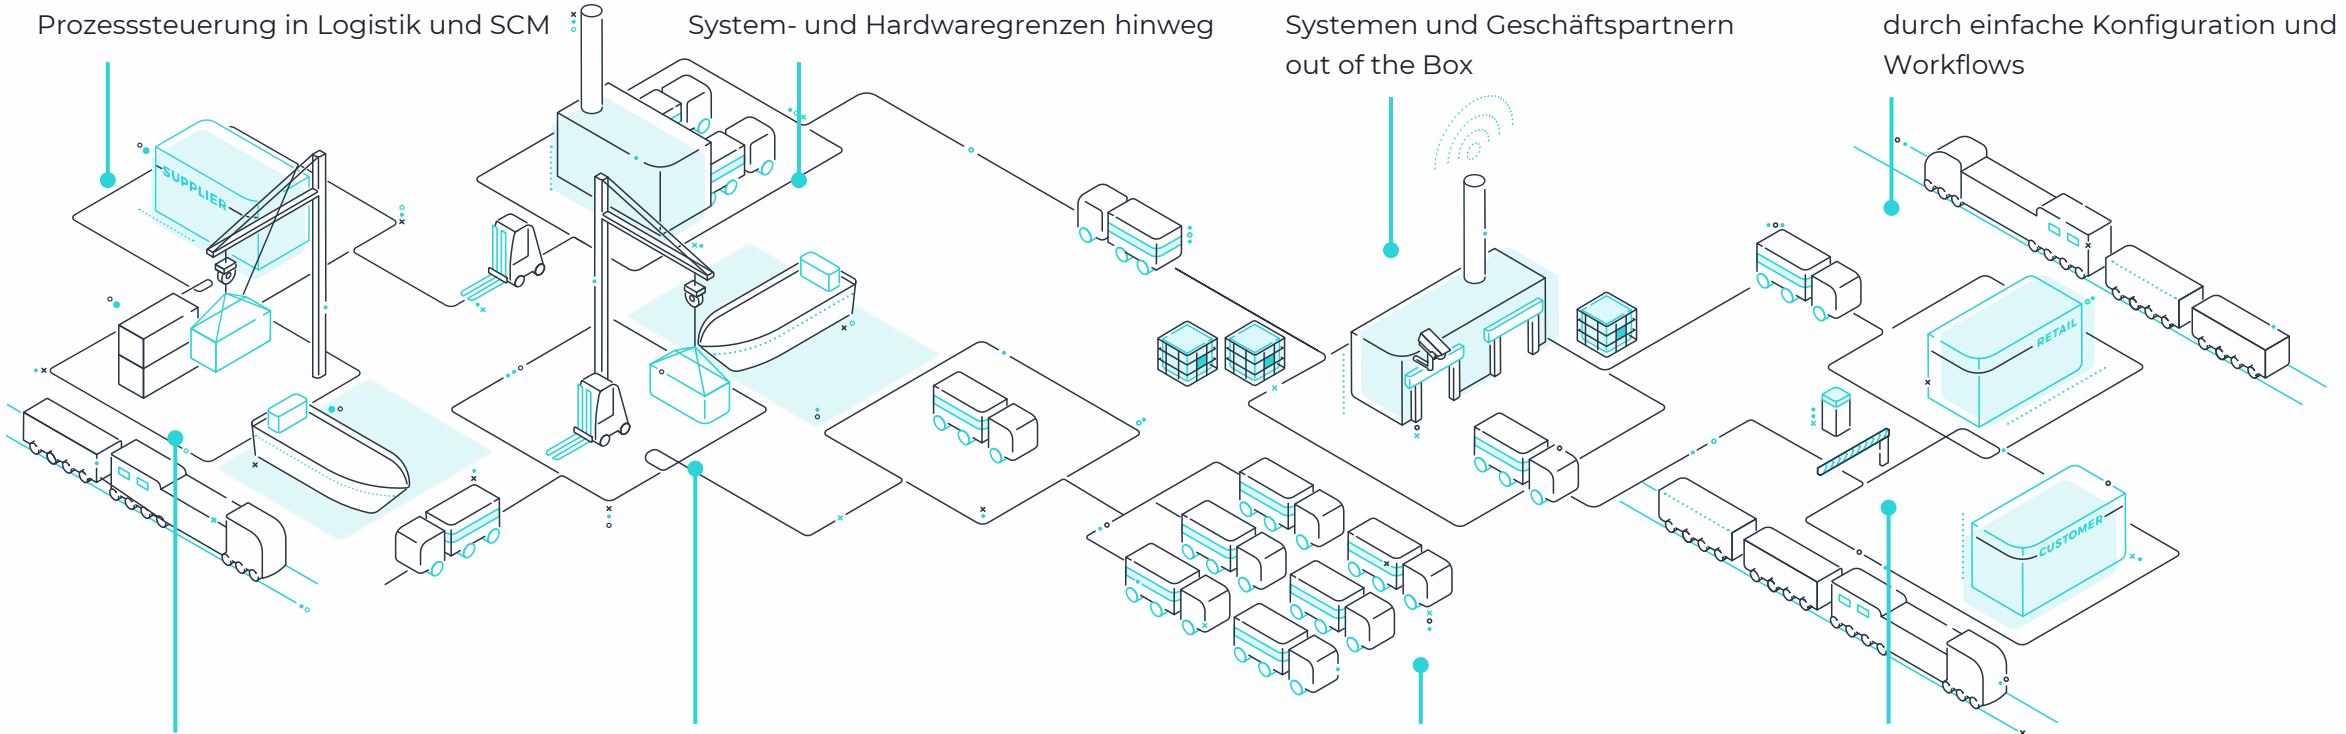 Prozesssteuerung in Logistik und SCM
System- und Hardwaregrenzen hinweg
Systemen und Geschäftspartnern
out of the Box
durch einfache Konfiguration und
Workflows
SUPPLIER
RETAIL
CUSTOMER